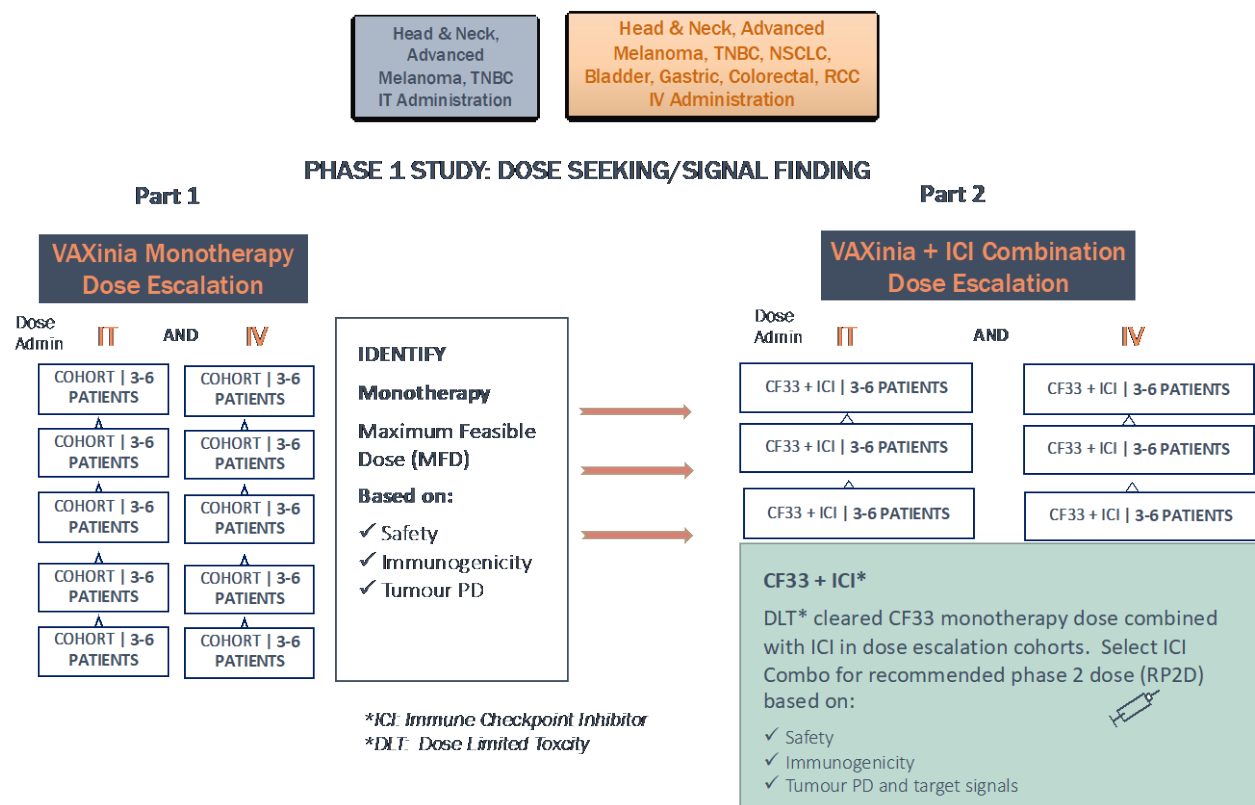 Head & Neck,
Advanced
Melanoma, TNBC
IT Administration
Head & Neck, Advanced
Melanoma, TNBC, NSCLC,
Bladder, Gastric, Colorectal, RCC
IV Administration
PHASE 1 STUDY: DOSE SEEKING/SIGNAL FINDING
Part 1
VAXinia Monotherapy
Dose Escalation
Dose
Admin
IT
AND
IV
COHORT | 3-6
PATIENTS
COHORT | 3-6
PATIENTS
COHORT | 3-6
PATIENTS
COHORT | 3-6
PATIENTS
COHORT | 3-6
PATIENTS
COHORT | 3-6
PATIENTS
COHORT | 3-6
PATIENTS
COHORT | 3-6
PATIENTS
COHORT | 3-6
PATIENTS
COHORT | 3-6
PATIENTS
IDENTIFY
Monotherapy
Maximum Feasible
Dose (MFD)
Based on:
✓ Safety
✓ Immunogenicity
✓ Tumour PD
*ICI: Immune Checkpoint Inhibitor
*DLT: Dose Limited Toxcity
Part 2
VAXinia + ICI Combination
Dose Escalation
Dose
Admin
IT
AND
IV
CF33 + ICI | 3-6 PATIENTS
CF33 + ICI | 3-6 PATIENTS
CF33 + ICI | 3-6 PATIENTS
CF33 + ICI | 3-6 PATIENTS
CF33 + ICI | 3-6 PATIENTS
CF33 + ICI | 3-6 PATIENTS
CF33 + ICI*
DLT* cleared CF33 monotherapy dose combined
with ICI in dose escalation cohorts. Select ICI
Combo for recommended phase 2 dose (RP2D)
based on:
✓ Safety
✓ Immunogenicity
✓ Tumour PD and target signals